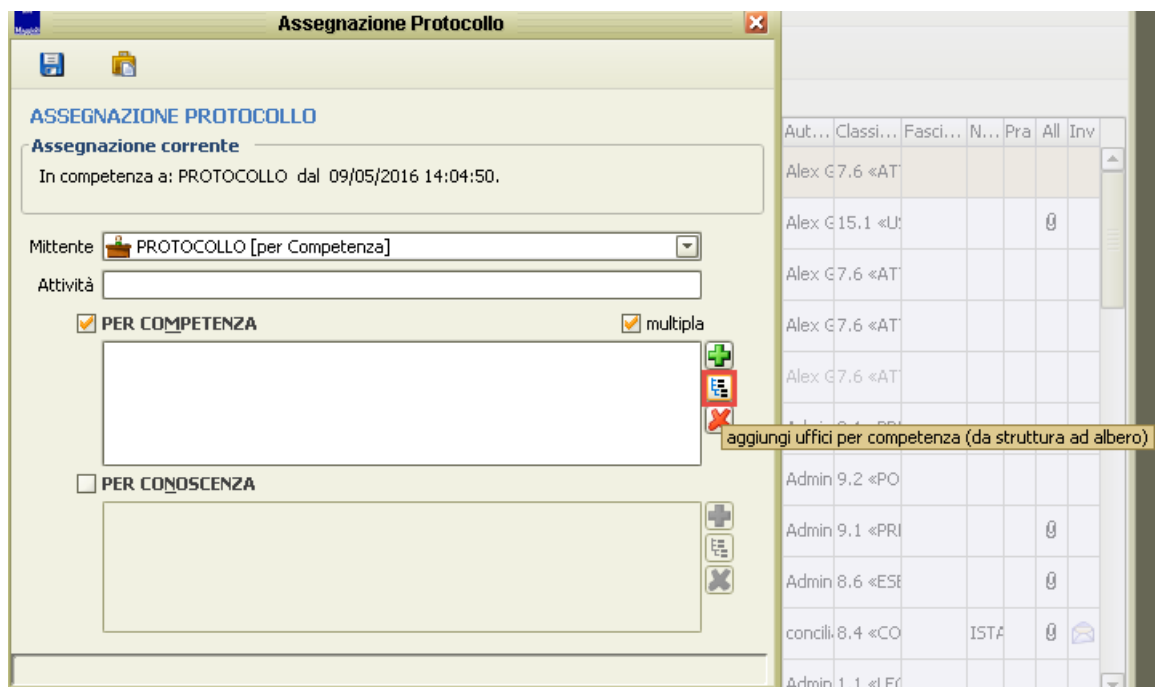 Assegnazione Protocollo
ASSEGNAZIONE PROTOCOLLO
Assegnazione corrente
In competenza a: PROTOCOLLO dal 09/05/2016 14:04:50.
Mittente PROTOCOLLO [per Competenza]
Attività
PER COMPETENZA multipla
aggiungi uffici per competenza (da struttura ad albero)
PER CONOSCENZA
Aut... Classi... Fasci... N... Pra All Inv
Alex G 7.6 «AT
Alex G 15.1 «U
Alex G 7.6 «AT
Alex G 7.6 «AT
Alex G 7.6 «AT
Admin 9.2 «PO
Admin 9.1 «PRI
Admin 8.6 «ESE
concili 8.4 «CO ISTA
Admin 1.1 «LEG